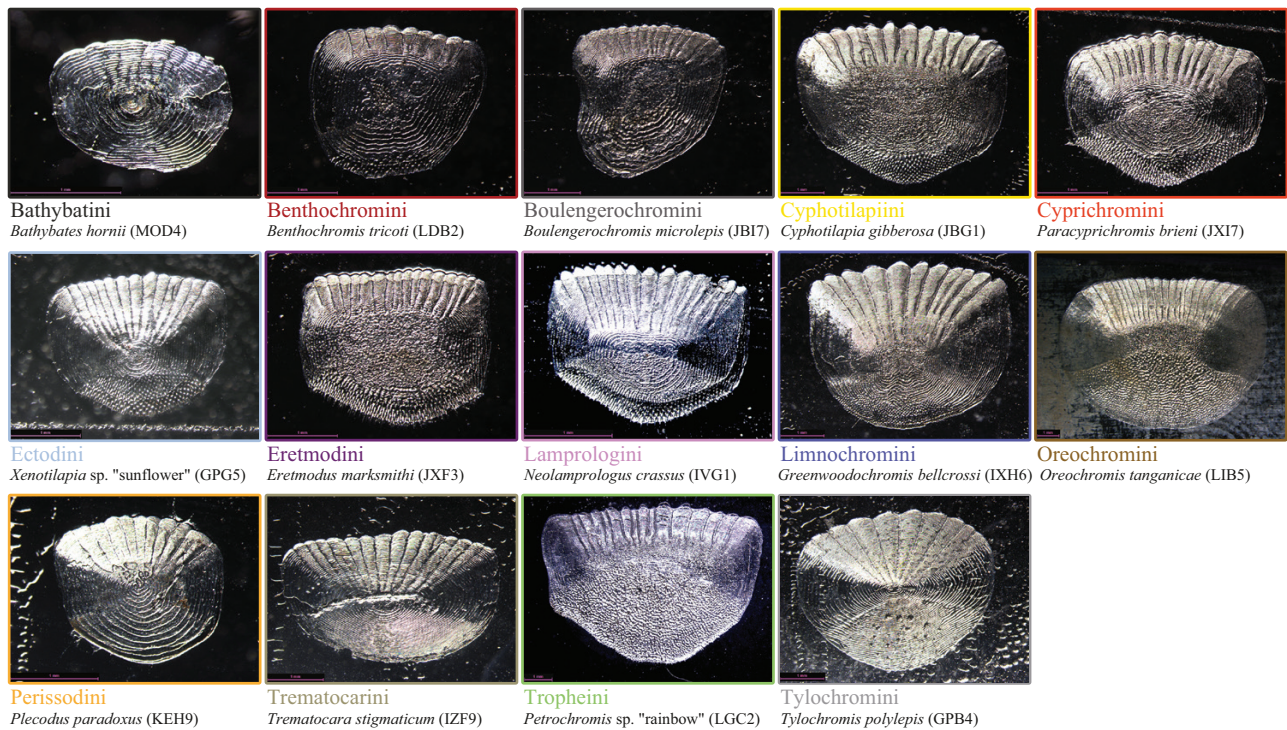 Bathybatini
Bathybates hornii (MOD4)
Benthochromini
Benthochromis tricoti (LDB2)
Boulengerochromini
Boulengerochromis microlepis (JBI7)
Cyphotilapiini
Cyphotilapia gibberosa (JBG1)
Cyprichromini
Paracyprichromis brieni (JXI7)
Ectodini
Xenotilapia sp. "sunflower" (GPG5)
Eretmodini
Eretmodus marksmithi (JXF3)
Lamprologini
Neolamprologus crassus (IVG1)
Limnochromini
Greenwoodochromis bellcrossi (IXH6)
Oreochromini
Oreochromis tanganicae (LIB5)
Perissodini
Plecodus paradoxus (KEH9)
Trematocarini
Trematocara stigmaticum (IZF9)
Tropheini
Petrochromis sp. "rainbow" (LGC2)
Tylochromini
Tylochromis polylepis (GPB4)